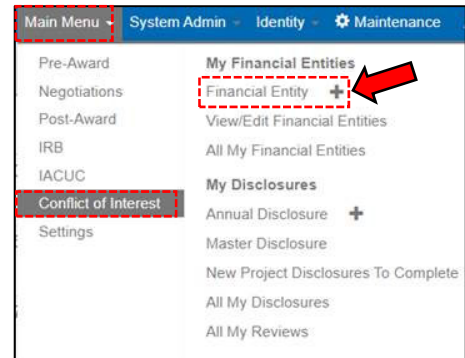 Main Menu System Admin Identity Maintenance
Pre-Award
Negotiations
Post-Award
IRB
IACUC
Conflict of Interest
Settings
My Financial Entities
Financial Entity +
View/Edit Financial Entities
All My Financial Entities
My Disclosures
Annual Disclosure +
Master Disclosure
New Project Disclosures To Complete
All My Disclosures
All My Reviews